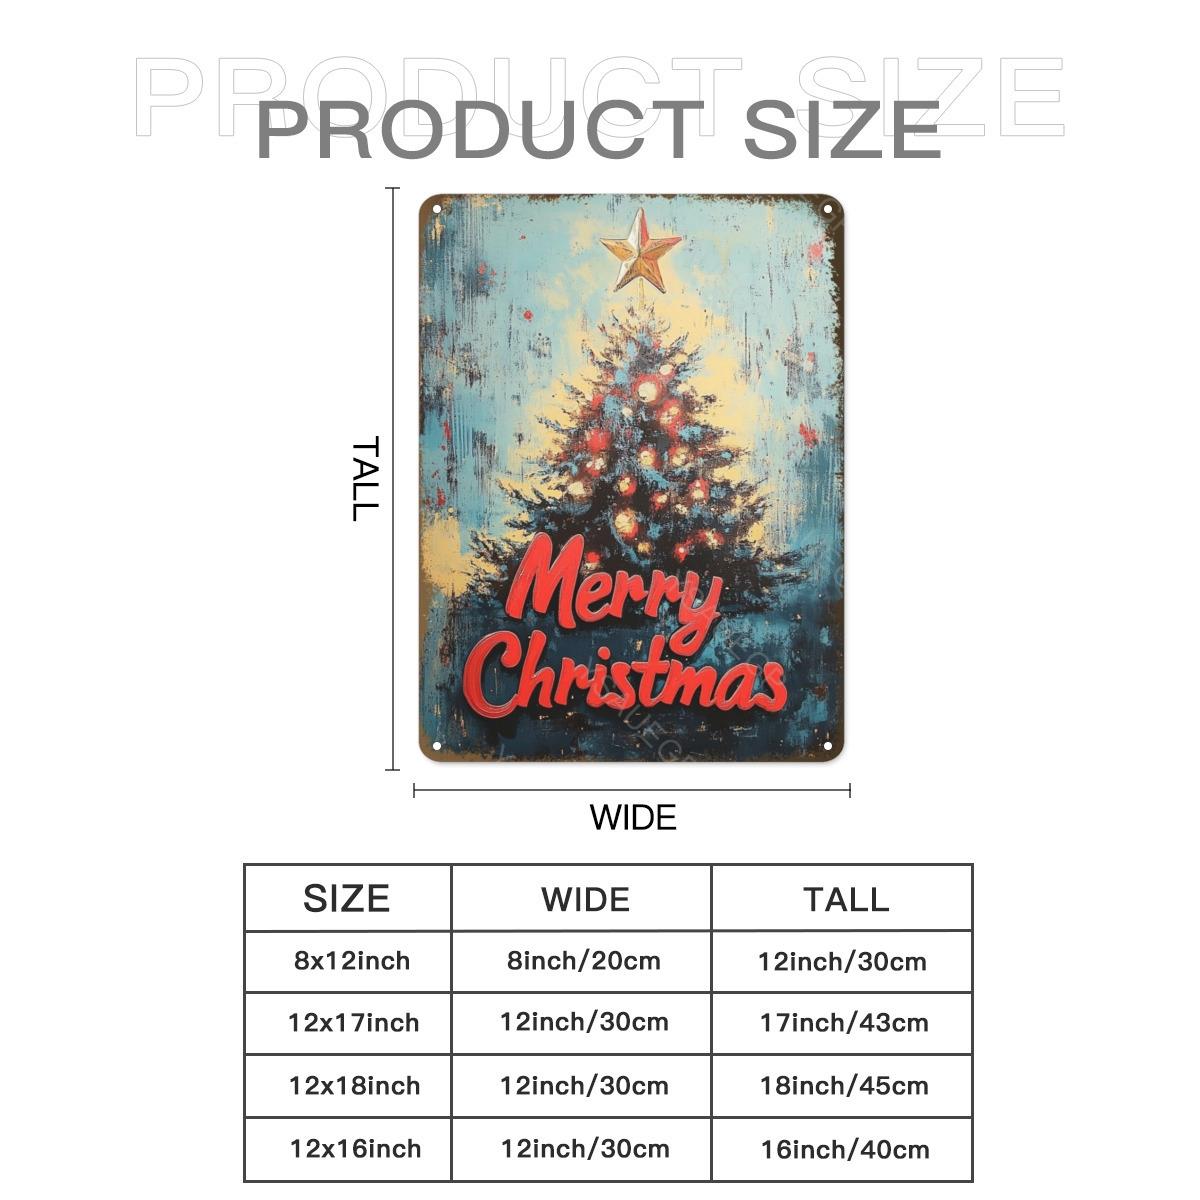 PRODUCT SIZE
PRODUCT SIZE
TALL
Merry
Christmas
WIDE
SIZE WIDE TALL
8x12inch 8inch/20cm 12inch/30cm
12x17inch 12inch/30cm 17inch/43cm
12x18inch 12inch/30cm 18inch/45cm
12x16inch 12inch/30cm 16inch/40cm